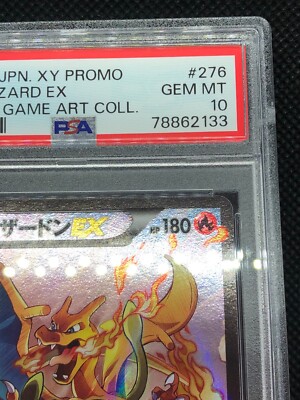 JPN. XY PROMO #276
ZARD EX GEM MT
GAME ART COLL. 10
PSA 78862133
ザードンEX HP180